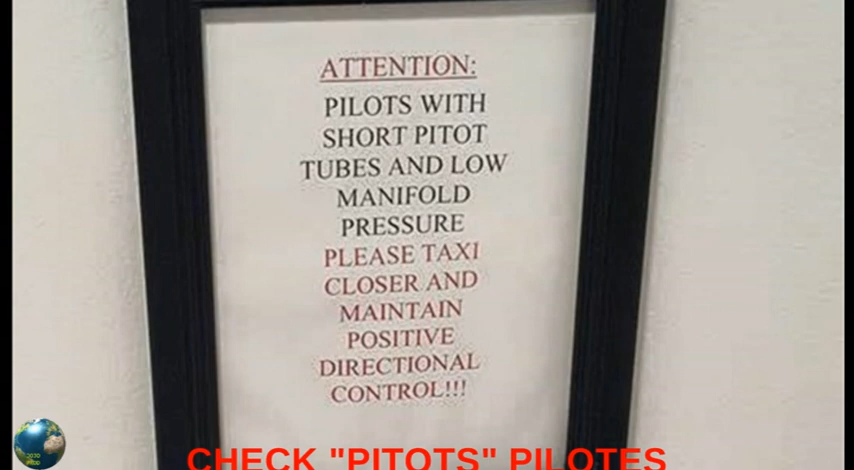 ATTENTION:
PILOTS WITH
SHORT PITOT
TUBES AND LOW
MANIFOLD
PRESSURE
PLEASE TAXI
CLOSER AND
MAINTAIN
POSITIVE
DIRECTIONAL
CONTROL!!!
CHECK "PITOTS" PILOTES
2020